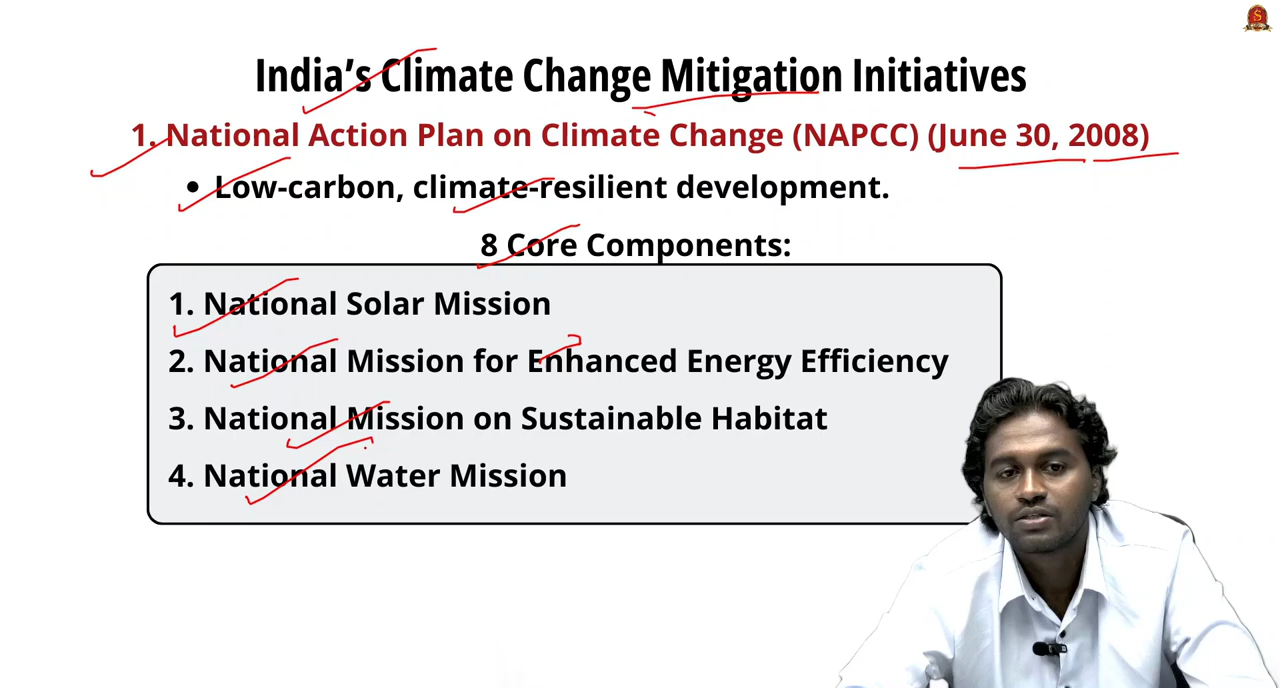 India's Climate Change Mitigation Initiatives
1. National Action Plan on Climate Change (NAPCC) (June 30, 2008)
• Low-carbon, climate-resilient development.
8 Core Components:
1. National Solar Mission
2. National Mission for Enhanced Energy Efficiency
3. National Mission on Sustainable Habitat
4. National Water Mission